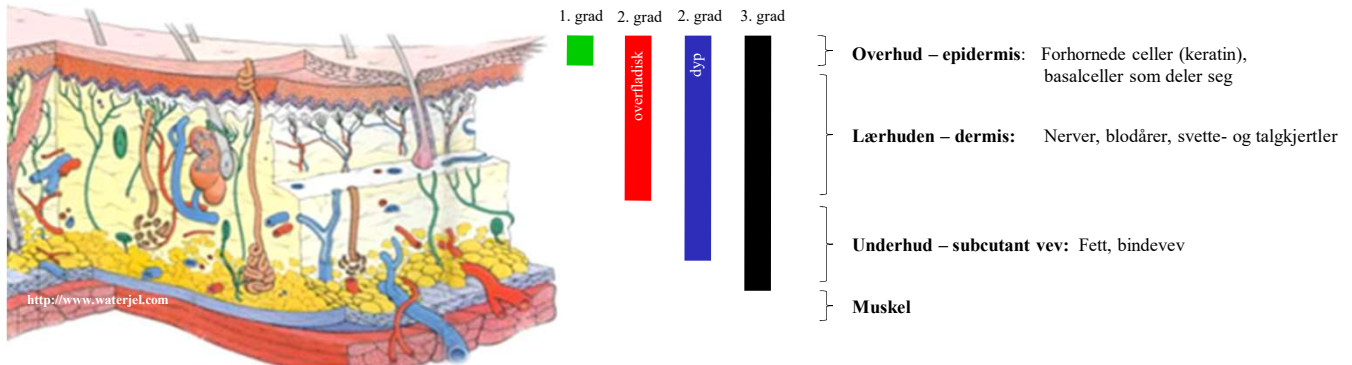 1. grad 2. grad 2. grad 3. grad
overfladisk
dyp
Overhud – epidermis: Forhornede celler (keratin),
basalceller som deler seg
Lærhuden – dermis: Nerver, blodårer, svette- og talgkjertler
Underhud – subcutant vev: Fett, bindevev
http://www.waterjel.com
Muskel